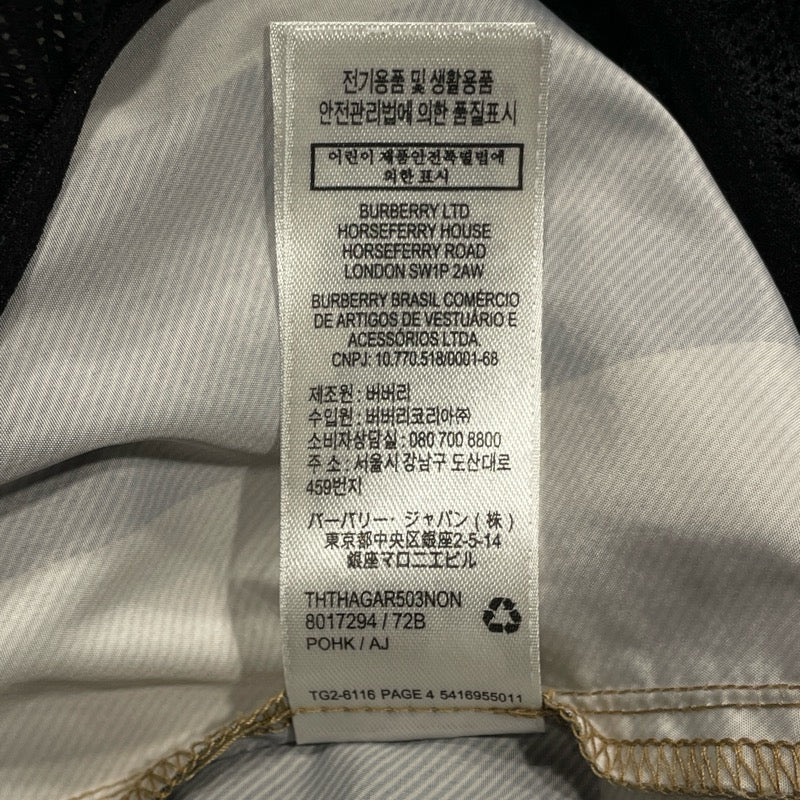 전기용품 및 생활용품
안전관리법에 의한 품질표시
어린이 제품안전특별법에
의한 표시
BURBERRY LTD
HORSEFERRY HOUSE
HORSEFERRY ROAD
LONDON SW1P 2AW
BURBERRY BRASIL COMÉRCIO
DE ARTIGOS DE VESTUÁRIO E
ACESSÓRIOS LTDA
CNPJ: 10.770.518/0001-68
제조원 : 버버리
수입원 : 버버리코리아㈜
소비자상담실 : 080 700 8800
주 소 : 서울시 강남구 도산대로
459번지
バーバリー・ジャパン（株）
東京都中央区銀座2-5-14
銀座マロニエビル
THTHAGAR503NON
8017294 / 72B
POHK / AJ
TG2-6116 PAGE 4 5416955011